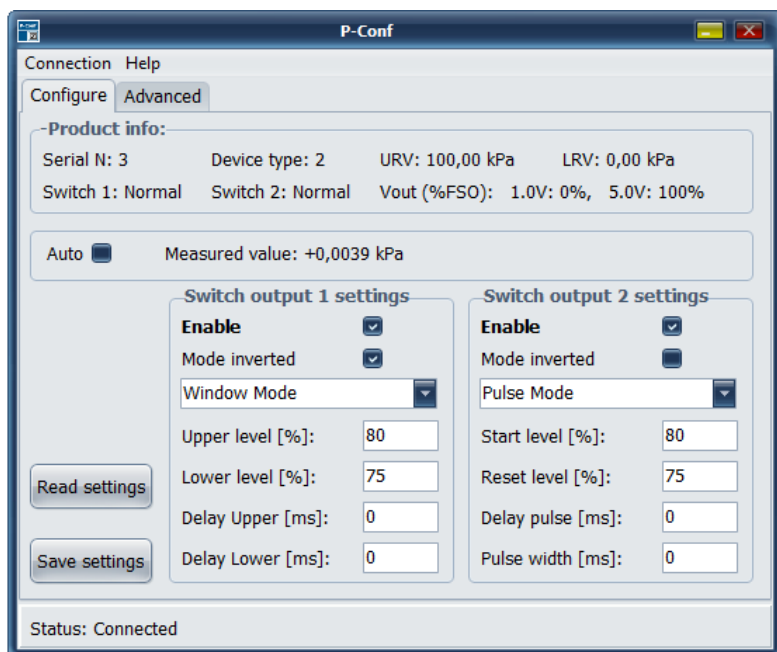 P-Conf
Connection Help
Configure Advanced
-Product info:
Serial N: 3 Device type: 2 URV: 100,00 kPa LRV: 0,00 kPa
Switch 1: Normal Switch 2: Normal Vout (%FSO): 1.0V: 0%, 5.0V: 100%
Auto Measured value: +0,0039 kPa
Switch output 1 settings
Enable
Mode inverted
Window Mode
Upper level [%]: 80
Lower level [%]: 75
Delay Upper [ms]: 0
Delay Lower [ms]: 0
Switch output 2 settings
Enable
Mode inverted
Pulse Mode
Start level [%]: 80
Reset level [%]: 75
Delay pulse [ms]: 0
Pulse width [ms]: 0
Read settings
Save settings
Status: Connected